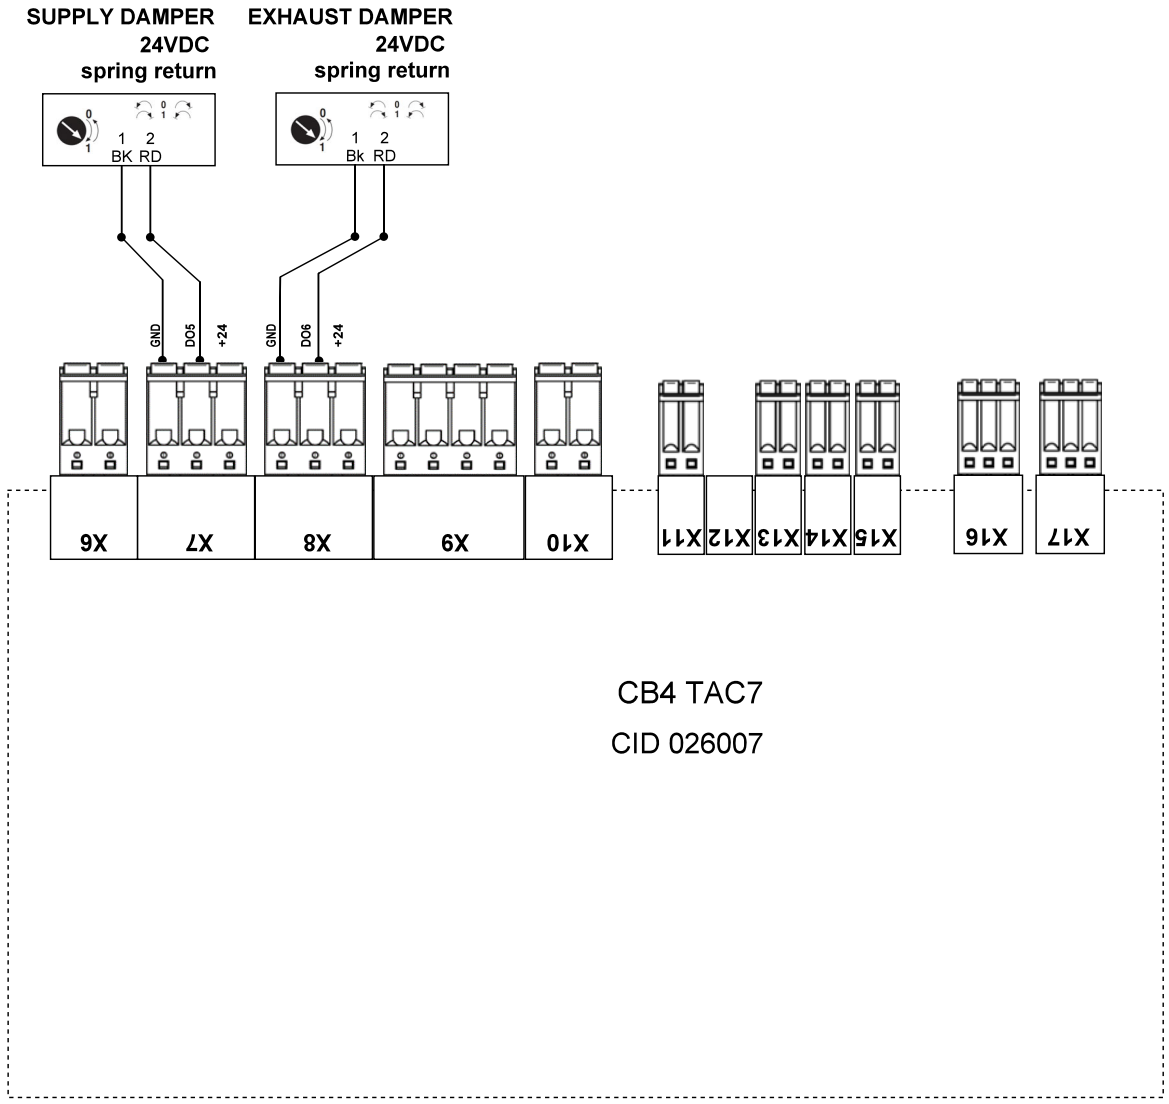 SUPPLY DAMPER
24VDC
spring return
EXHAUST DAMPER
24VDC
spring return
0
1
0
1
1 2
BK RD
0
1
0
1
1 2
Bk RD
GND
DO5
+24
GND
DO6
+24
X6
X7
X8
X9
X10
X11
X12
X13
X14
X15
X16
X17
CB4 TAC7
CID 026007